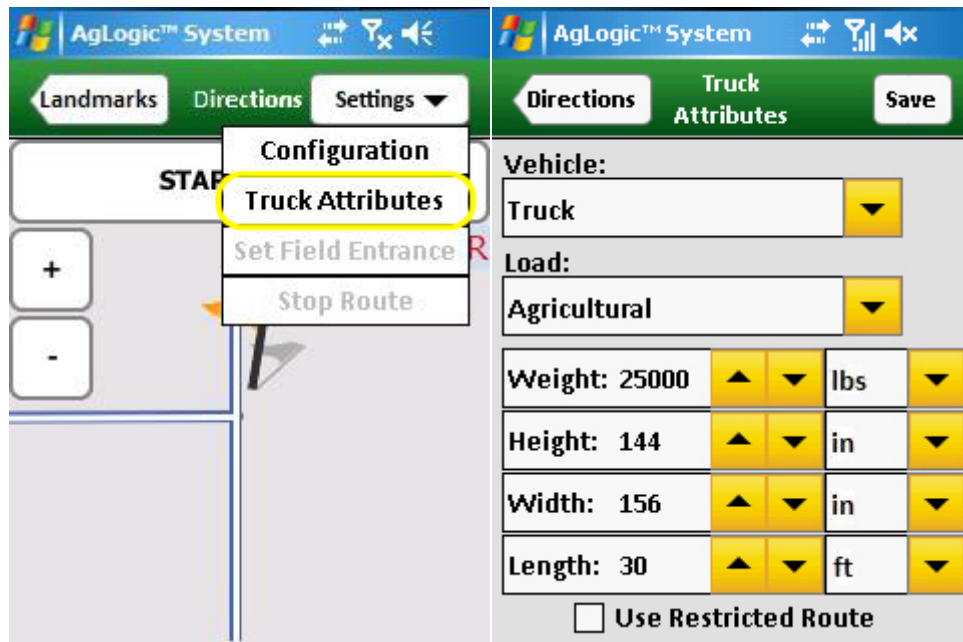 AgLogic™ System
Landmarks Directions Settings
Configuration
STAR
Truck Attributes
Set Field Entrance
R
Stop Route
+
-
AgLogic™ System
Directions
Truck
Attributes
Save
Vehicle:
Truck
Load:
Agricultural
Weight: 25000 lbs
Height: 144 in
Width: 156 in
Length: 30 ft
Use Restricted Route